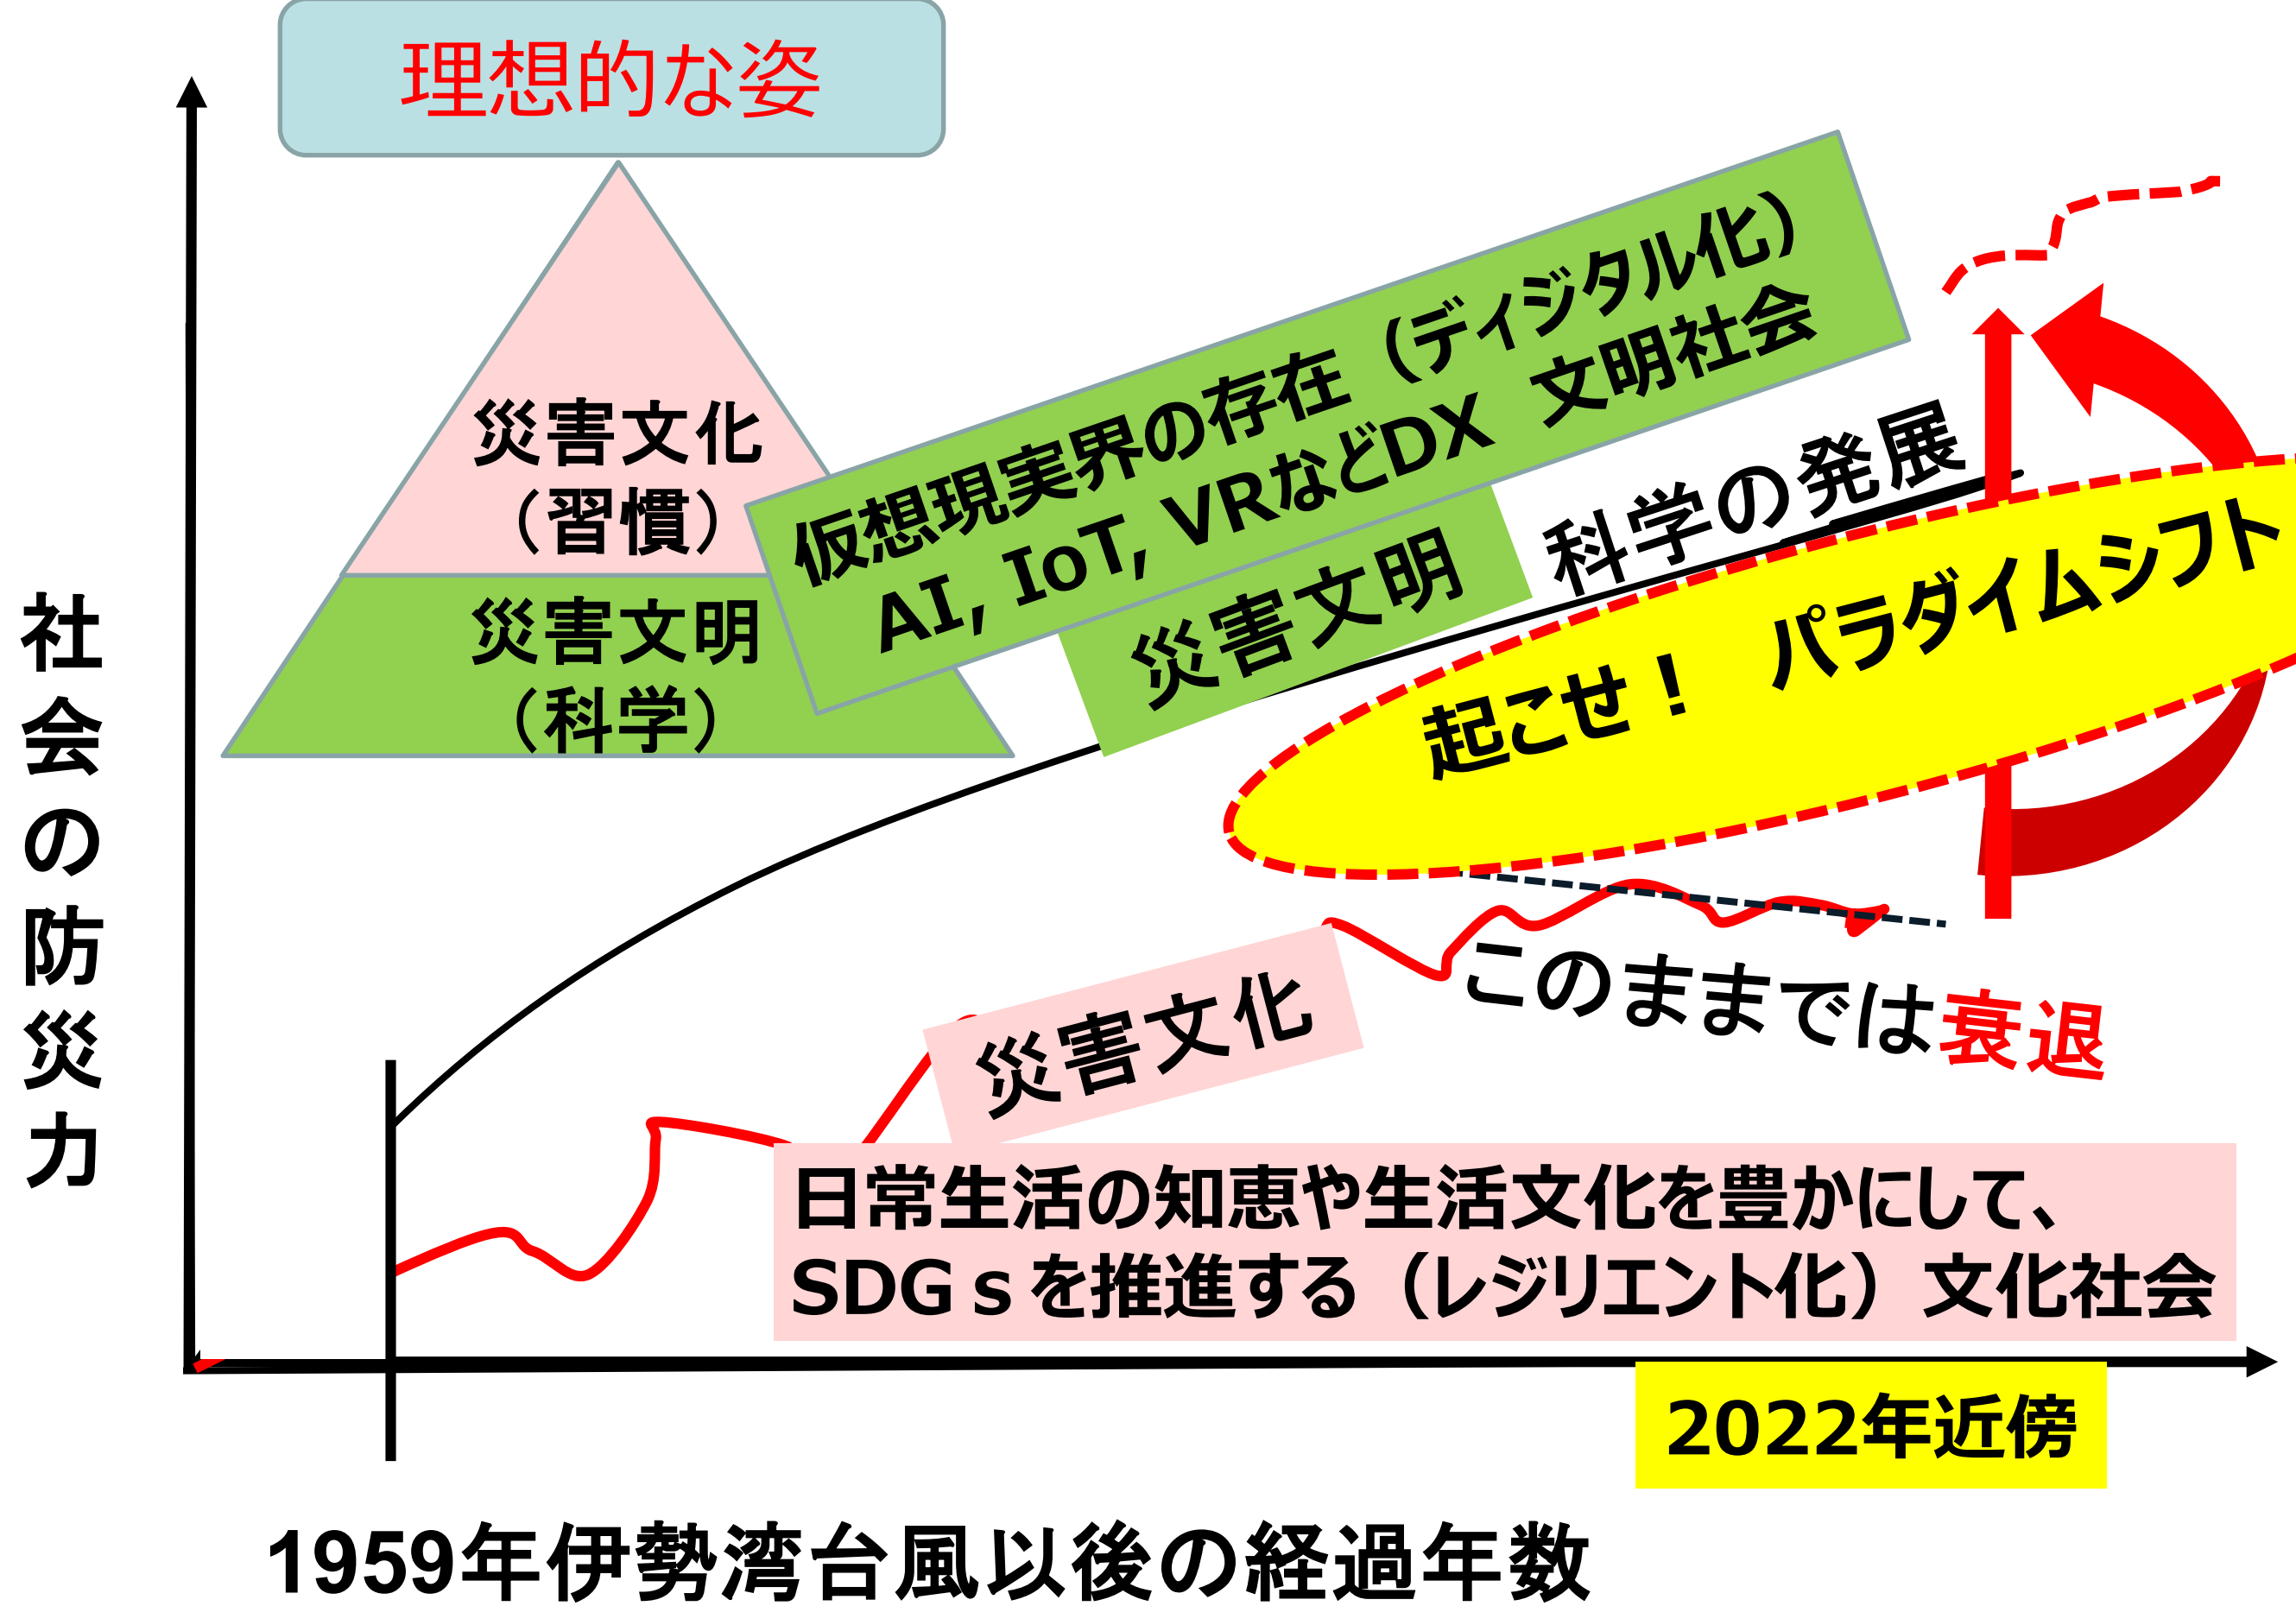 理想的な姿
災害文化
（習慣）
災害文明
（科学）
仮想現実界の存在（ディジタル化）
AI, IoT, VRなどDX　文明社会
災害文明
科学の発展
起こせ！　パラダイムシフト
社会の防災力
災害文化
このままでは衰退
日常生活の知恵や生活文化を豊かにして、
SDGｓを推進する（レジリエント化）文化社会
2022年近傍
1959年伊勢湾台風以後の経過年数